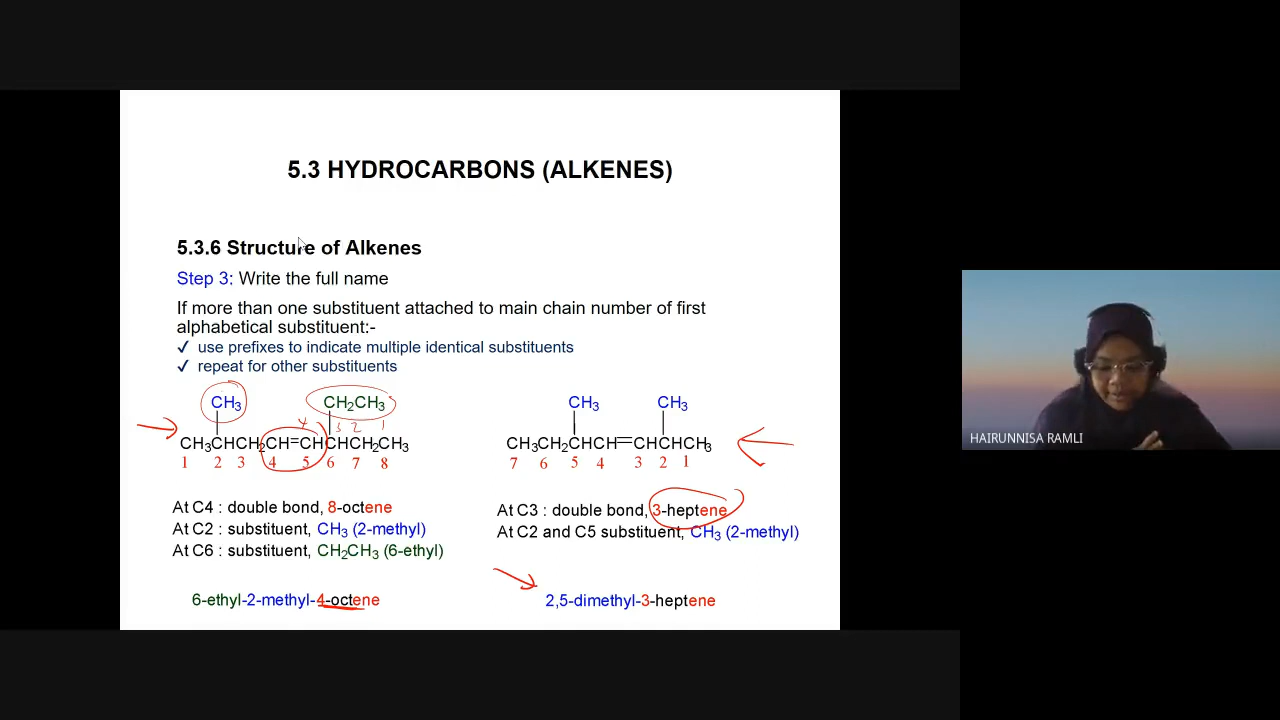 5.3 HYDROCARBONS (ALKENES)
5.3.6 Structure of Alkenes
Step 3: Write the full name
If more than one substituent attached to main chain number of first
alphabetical substituent:-
✓ use prefixes to indicate multiple identical substituents
✓ repeat for other substituents
CH₃ CH₂CH₃
4 3 2 1
CH₃CHCH₂CH=CHCHCH₂CH₃
1 2 3 4 5 6 7 8
At C4 : double bond, 8-octene
At C2 : substituent, CH₃ (2-methyl)
At C6 : substituent, CH₂CH₃ (6-ethyl)
6-ethyl-2-methyl-4-octene
CH₃ CH₃
CH₃CH₂CHCH=CHCHCH₃
7 6 5 4 3 2 1
At C3 : double bond, 3-heptene
At C2 and C5 substituent, CH₃ (2-methyl)
2,5-dimethyl-3-heptene
HAIRUNNISA RAMLI